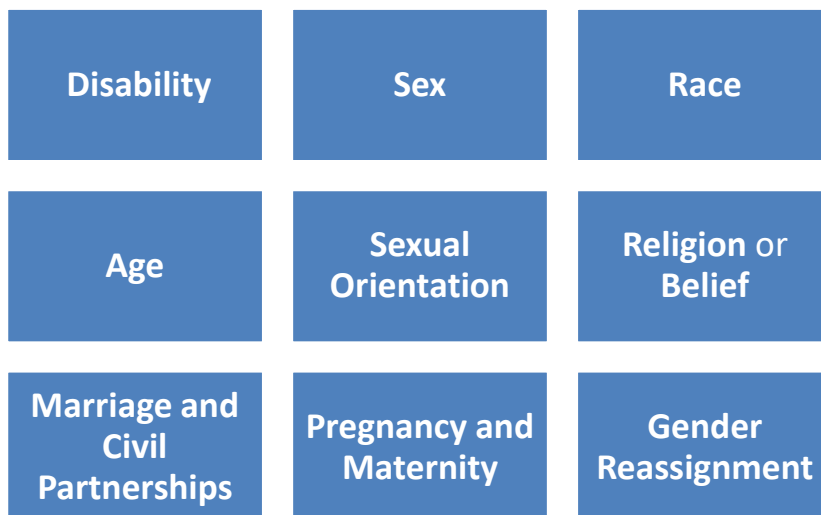 Disability
Sex
Race
Age
Sexual
Orientation
Religion or
Belief
Marriage and
Civil
Partnerships
Pregnancy and
Maternity
Gender
Reassignment